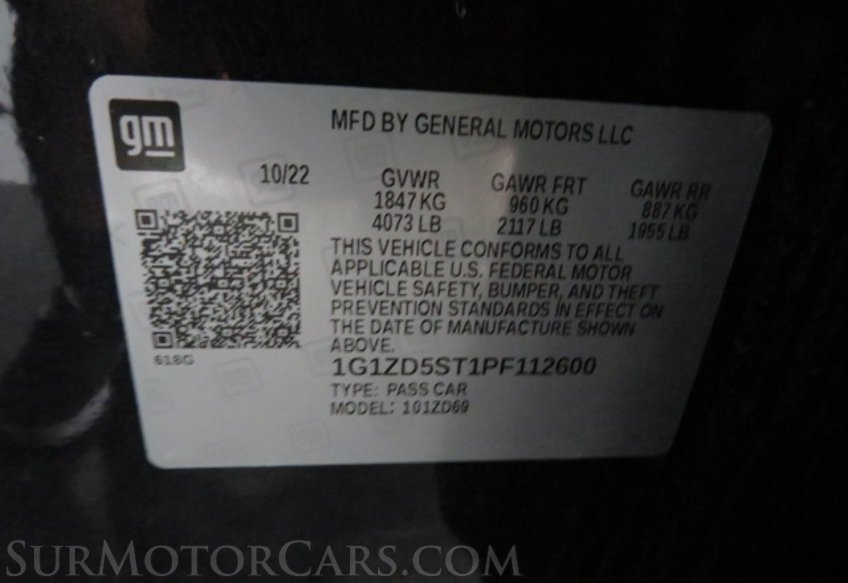 gm
MFD BY GENERAL MOTORS LLC
10/22
GVWR GAWR FRT GAWR RR
1847 KG 960 KG 887 KG
4073 LB 2117 LB 1955 LB
THIS VEHICLE CONFORMS TO ALL
APPLICABLE U.S. FEDERAL MOTOR
VEHICLE SAFETY, BUMPER, AND THEFT
PREVENTION STANDARDS IN EFFECT ON
THE DATE OF MANUFACTURE SHOWN
ABOVE.
618G
1G1ZD5ST1PF112600
TYPE: PASS CAR
MODEL: 101ZD69
SurMotorCars.com